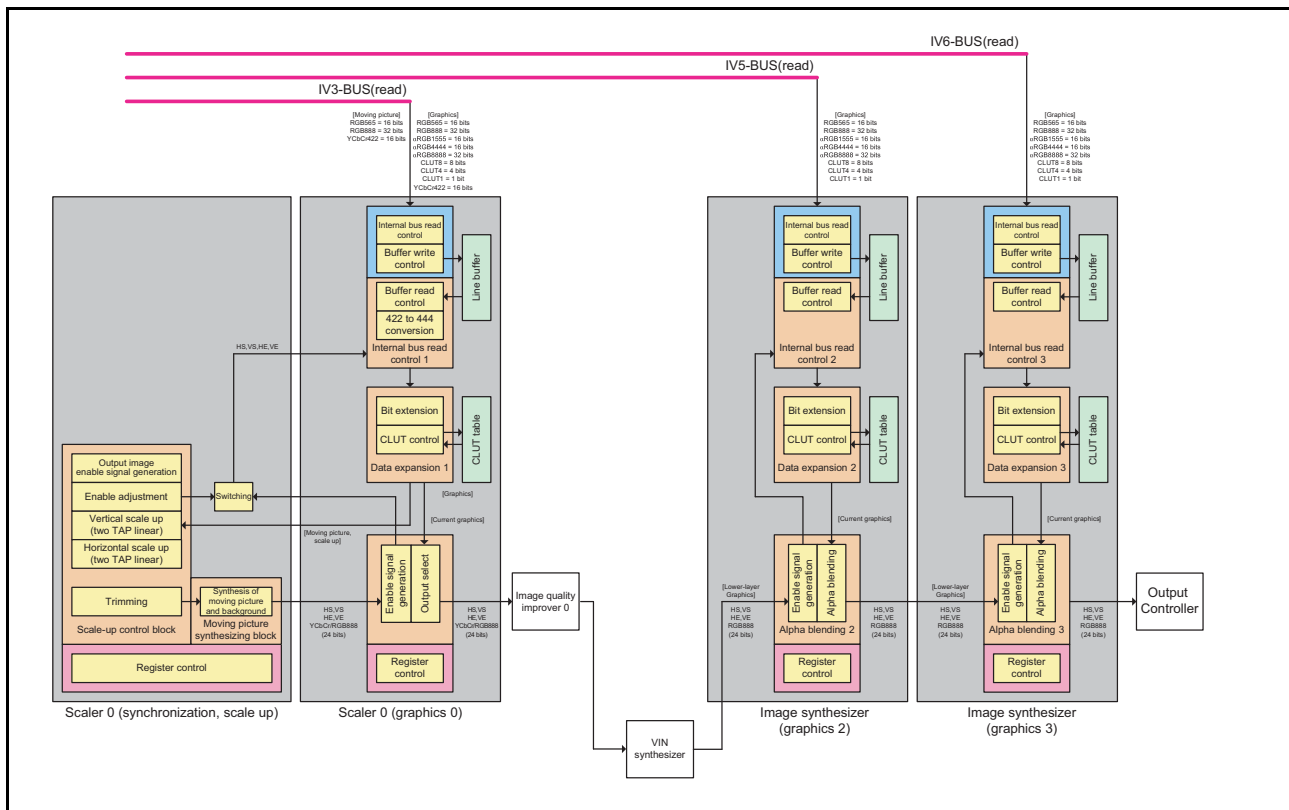 IV6-BUS(read)
IV5-BUS(read)
IV3-BUS(read)
[Moving picture]
RGB565 = 16 bits
RGB888 = 32 bits
YCbCr422 = 16 bits
[Graphics]
RGB565 = 16 bits
RGB888 = 32 bits
αRGB1555 = 16 bits
αRGB4444 = 16 bits
αRGB8888 = 32 bits
CLUT8 = 8 bits
CLUT4 = 4 bits
CLUT1 = 1 bit
YCbCr422 = 16 bits
[Graphics]
RGB565 = 16 bits
RGB888 = 32 bits
αRGB1555 = 16 bits
αRGB4444 = 16 bits
αRGB8888 = 32 bits
CLUT8 = 8 bits
CLUT4 = 4 bits
CLUT1 = 1 bit
[Graphics]
RGB565 = 16 bits
RGB888 = 32 bits
αRGB1555 = 16 bits
αRGB4444 = 16 bits
αRGB8888 = 32 bits
CLUT8 = 8 bits
CLUT4 = 4 bits
CLUT1 = 1 bit
Output image
enable signal generation
Enable adjustment
Vertical scale up
(two TAP linear)
Horizontal scale up
(two TAP linear)
Trimming
Scale-up control block
Switching
HS,VS,HE,VE
Synthesis of
moving picture
and background
Moving picture
synthesizing block
Register control
Scaler 0 (synchronization, scale up)
Internal bus read
control
Buffer write
control
Line buffer
Buffer read
control
422 to 444
conversion
Internal bus read
control 1
Bit extension
CLUT control
CLUT table
Data expansion 1
[Graphics]
[Current graphics]
[Moving picture,
scale up]
Enable signal
generation
Output select
HS,VS
HE,VE
YCbCr/RGB888
(24 bits)
HS,VS
HE,VE
YCbCr/RGB888
(24 bits)
Register
control
Scaler 0 (graphics 0)
Image quality
improver 0
VIN
synthesizer
Internal bus read
control
Buffer write
control
Line buffer
Buffer read
control
Internal bus read
control 2
Bit extension
CLUT control
CLUT table
Data expansion 2
[Current graphics]
[Lower-layer
Graphics]
HS,VS
HE,VE
RGB888
(24 bits)
Enable signal
generation
Alpha blending
Alpha blending 2
HS,VS
HE,VE
RGB888
(24 bits)
Register
control
Image synthesizer
(graphics 2)
Internal bus read
control
Buffer write
control
Line buffer
Buffer read
control
Internal bus read
control 3
Bit extension
CLUT control
CLUT table
Data expansion 3
[Current graphics]
[Lower-layer
Graphics]
HS,VS
HE,VE
RGB888
(24 bits)
Enable signal
generation
Alpha blending
Alpha blending 3
HS,VS
HE,VE
RGB888
(24 bits)
Register
control
Image synthesizer
(graphics 3)
Output
Controller